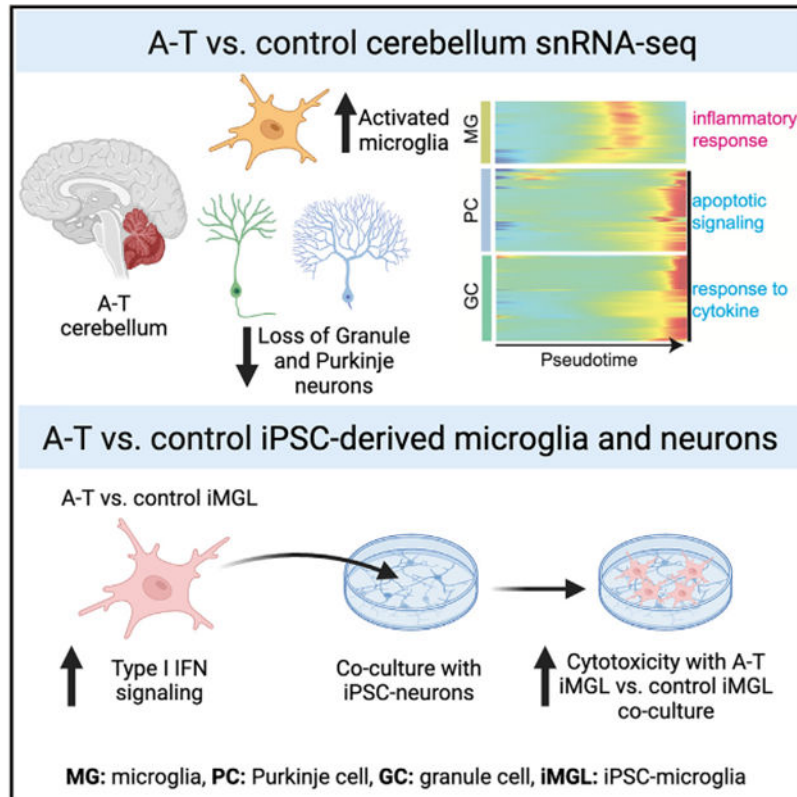 A-T vs. control cerebellum snRNA-seq
Activated
microglia
A-T
cerebellum
Loss of Granule
and Purkinje
neurons
MG
PC
GC
inflammatory
response
apoptotic
signaling
response to
cytokine
Pseudotime
A-T vs. control iPSC-derived microglia and neurons
A-T vs. control iMGL
Type I IFN
signaling
Co-culture with
iPSC-neurons
Cytotoxicity with A-T
iMGL vs. control iMGL
co-culture
MG: microglia, PC: Purkinje cell, GC: granule cell, iMGL: iPSC-microglia